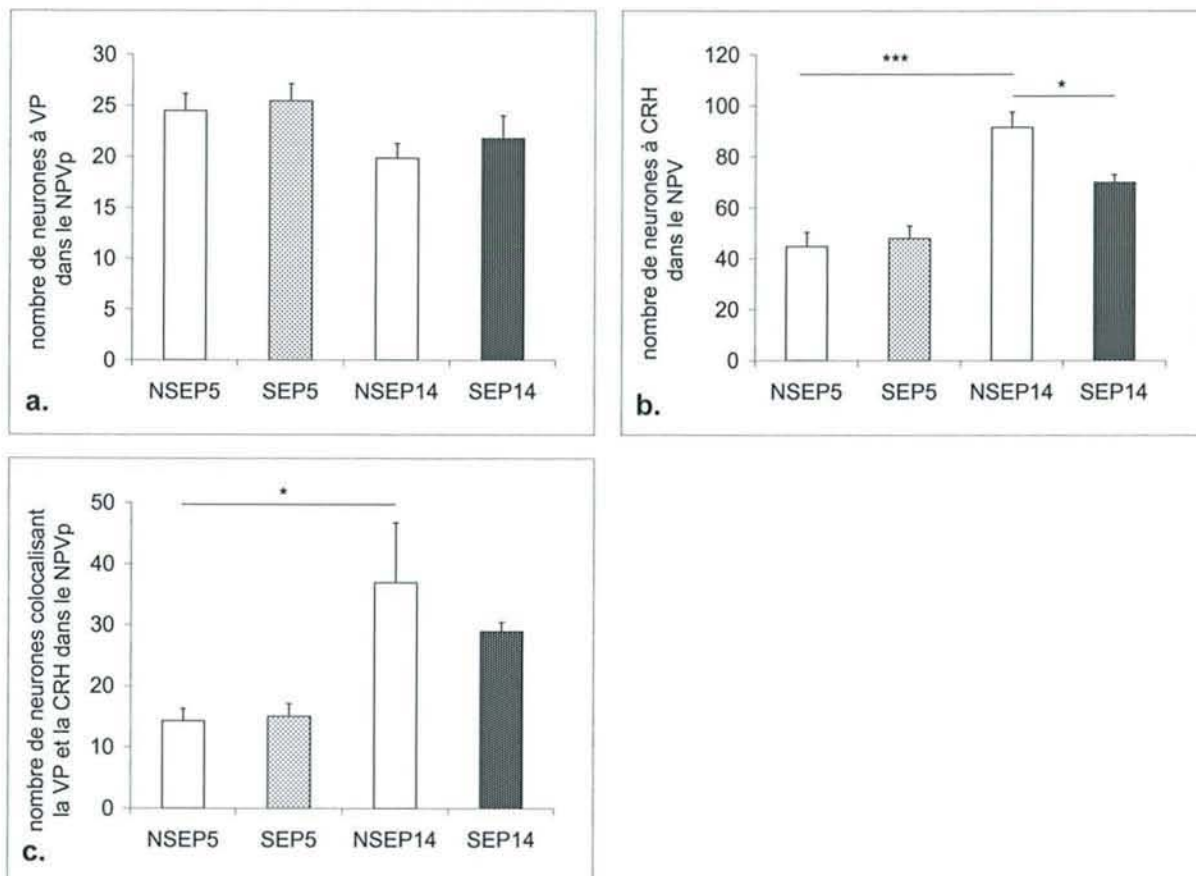 nombre de neurones à VP
dans le NPVp
30
25
20
15
10
5
0
NSEP5 SEP5 NSEP14 SEP14
a.
nombre de neurones à CRH
dans le NPV
120
100
80
60
40
20
0
***
*
NSEP5 SEP5 NSEP14 SEP14
b.
nombre de neurones colocalisant
la VP et la CRH dans le NPVp
50
40
30
20
10
0
*
NSEP5 SEP5 NSEP14 SEP14
c.